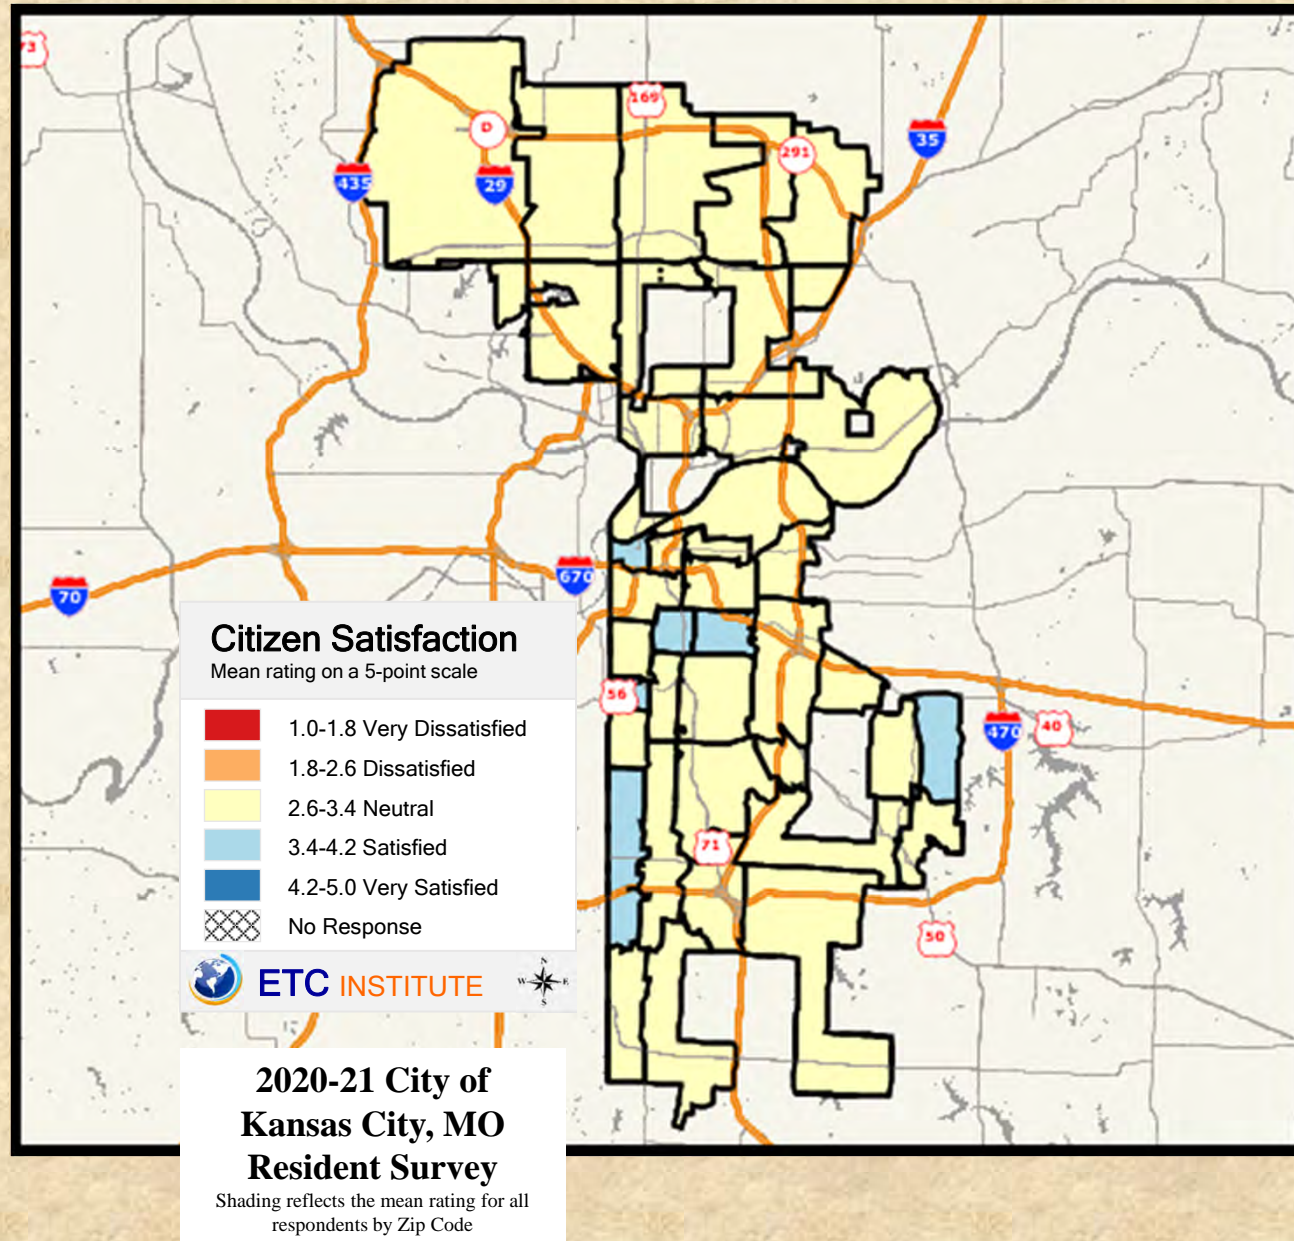 73
169
D
291
35
435
29
70
670
Citizen Satisfaction
Mean rating on a 5-point scale
56
1.0-1.8 Very Dissatisfied
1.8-2.6 Dissatisfied
2.6-3.4 Neutral
3.4-4.2 Satisfied
4.2-5.0 Very Satisfied
No Response
470
40
71
50
ETC INSTITUTE
N
W E
S
2020-21 City of
Kansas City, MO
Resident Survey
Shading reflects the mean rating for all
respondents by Zip Code